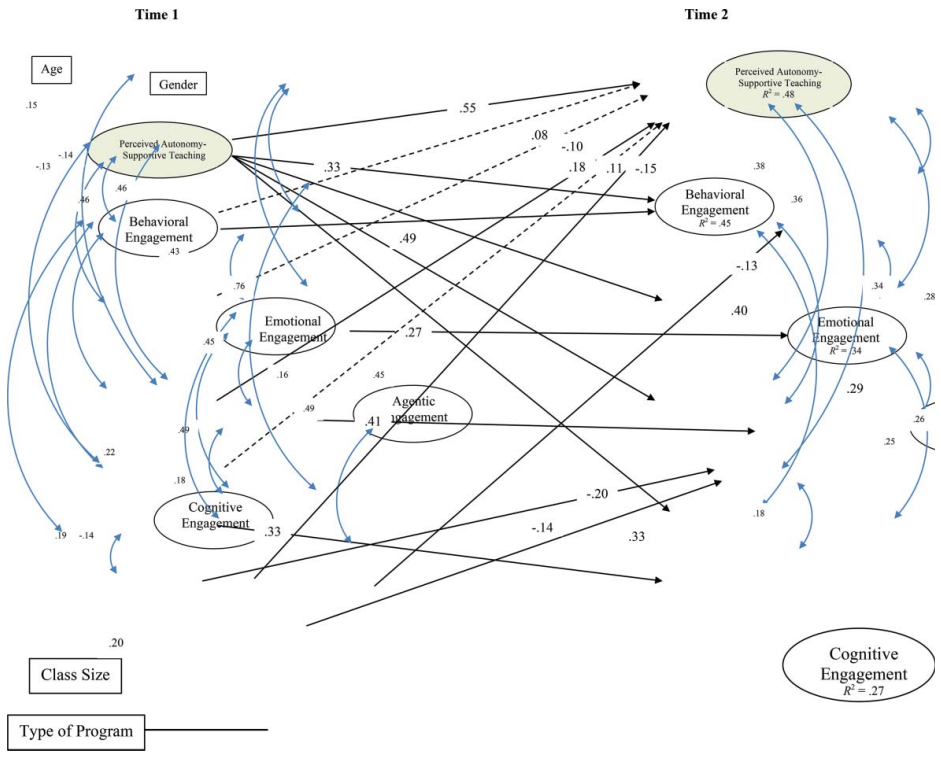 Time 1
Time 2
Age
Gender
.15
-.14
-.13
Perceived Autonomy-
Supportive Teaching
.46
.46
Behavioral
Engagement
.43
.76
Emotional
Engagement
.45
.16
.45
.49
Agentic
.41
.49
.22
.18
Cognitive
Engagement
.33
.19
-.14
.20
Class Size
Type of Program
.55
.08
-.10
.33
.18
.11
-.15
.49
.27
-.13
.40
-.20
-.14
.33
Perceived Autonomy-
Supportive Teaching
R² = .48
.38
.36
Behavioral
Engagement
R² = .45
.34
.28
Emotional
Engagement
R² = .34
.29
.26
.25
.18
Cognitive
Engagement
R² = .27